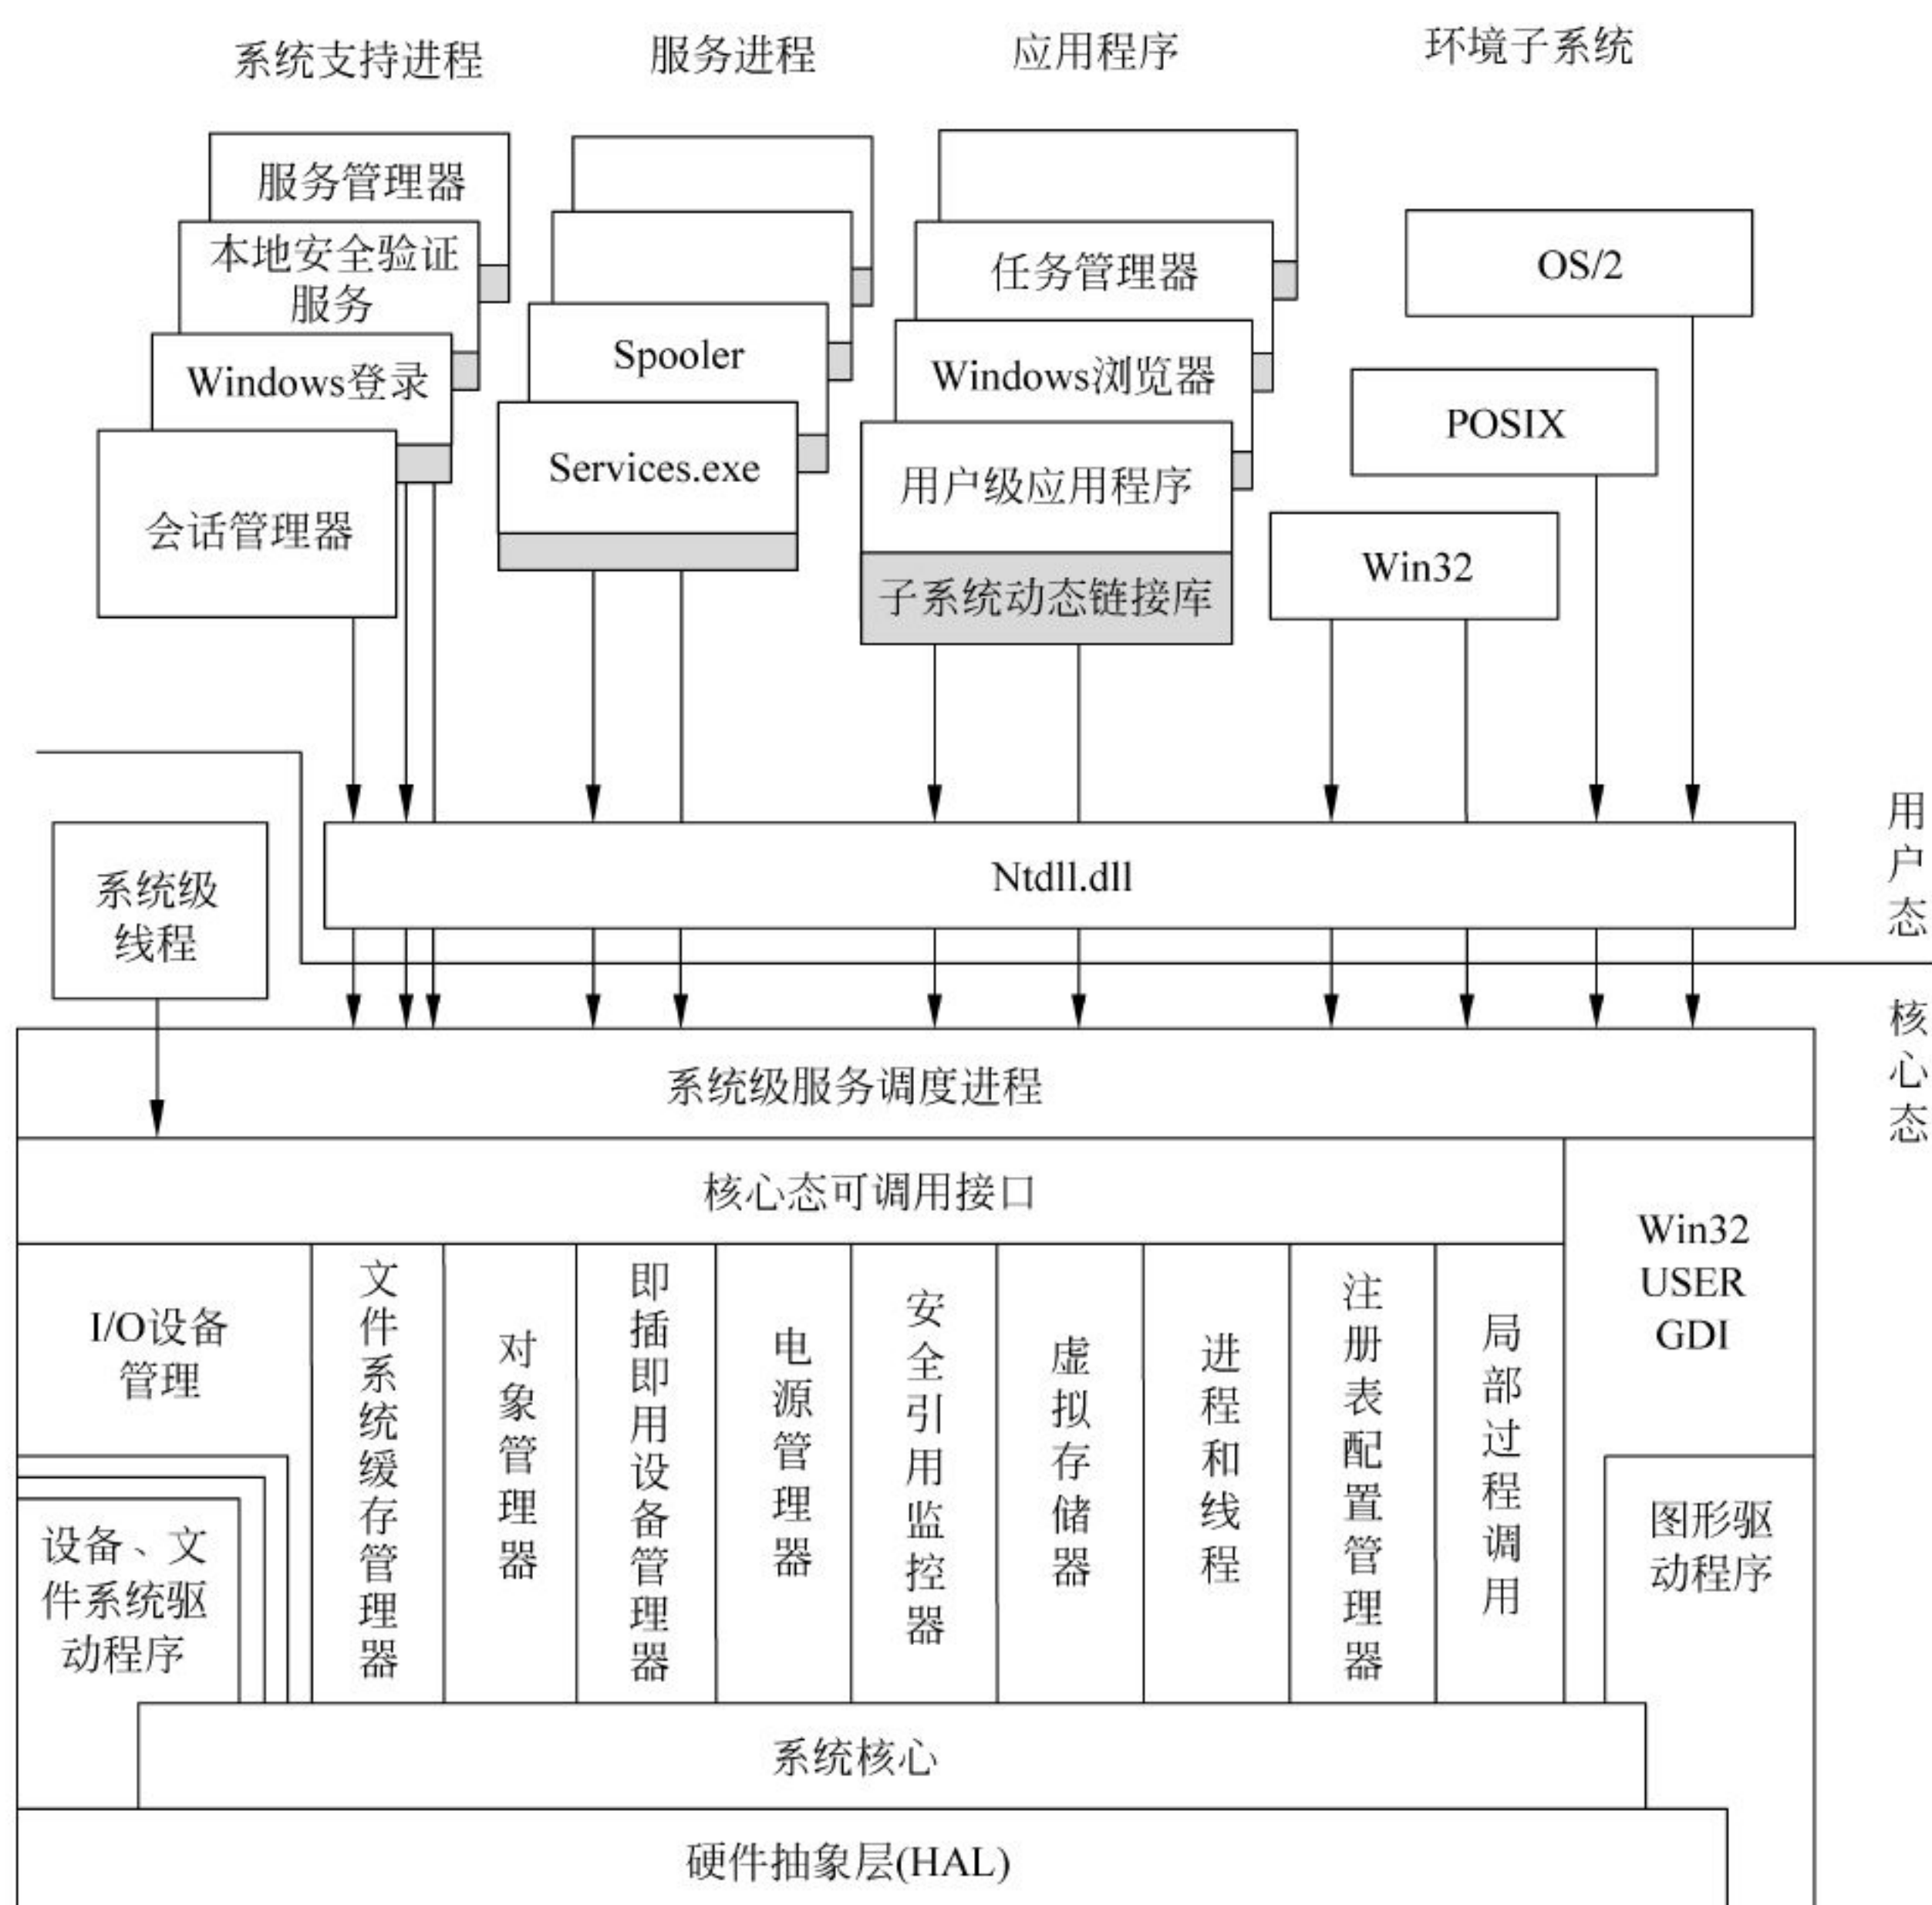 系统支持进程
服务进程
应用程序
环境子系统
服务管理器
本地安全验证
服务
Windows登录
会话管理器
Spooler
Services.exe
任务管理器
Windows浏览器
用户级应用程序
子系统动态链接库
OS/2
POSIX
Win32
用户态
系统级
线程
Ntdll.dll
核心态
系统级服务调度进程
核心态可调用接口
Win32
USER
GDI
I/O设备
管理
文件系统缓存管理器
对象管理器
即插即用设备管理器
电源管理器
安全引用监控器
虚拟存储器
进程和线程
注册表配置管理器
局部过程调用
设备、文
件系统驱
动程序
图形驱
动程序
系统核心
硬件抽象层(HAL)